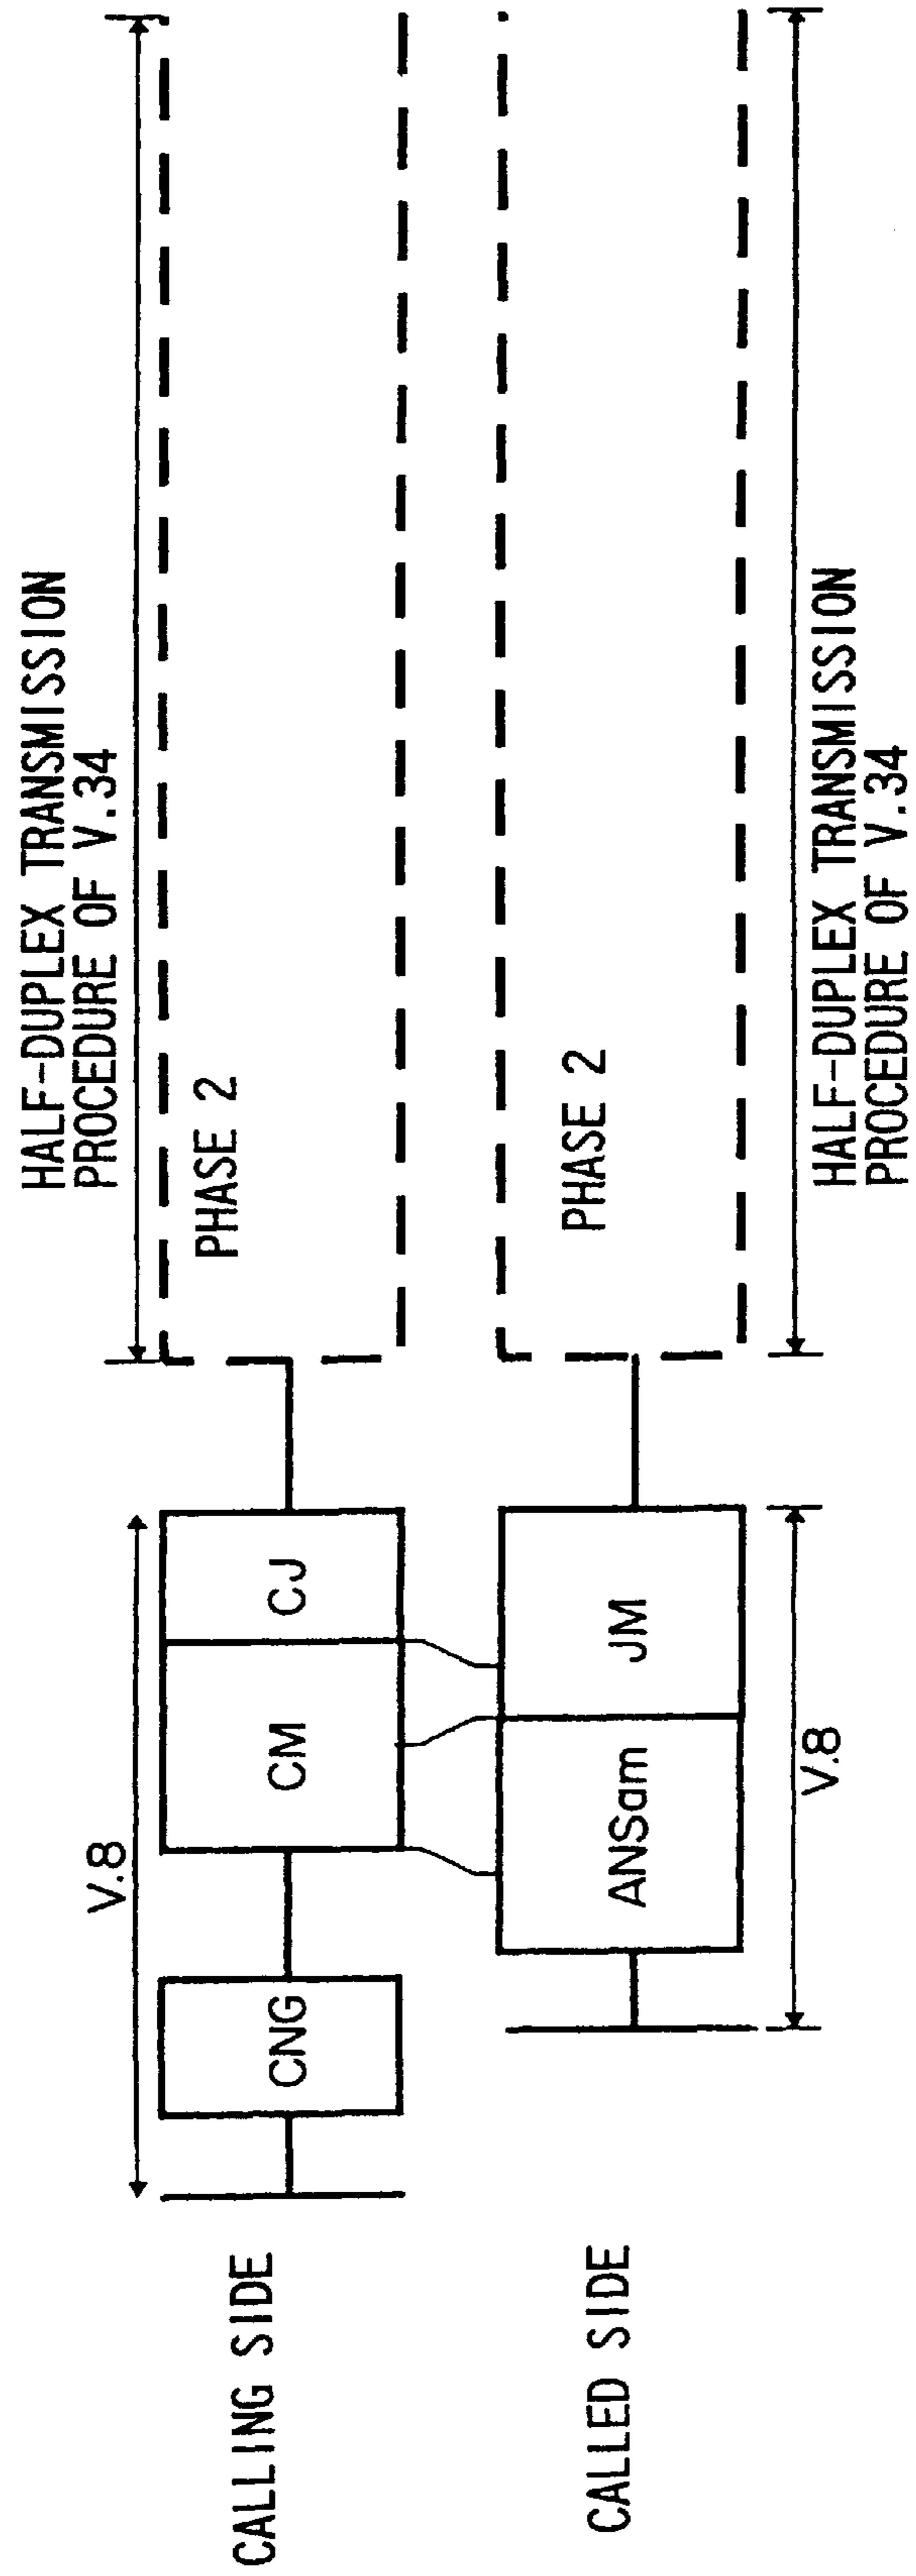 HALF-DUPLEX TRANSMISSION
PROCEDURE OF V.34
V.8
CALLING SIDE
CNG
CM
CJ
PHASE 2
CALLED SIDE
ANSam
JM
PHASE 2
V.8
HALF-DUPLEX TRANSMISSION
PROCEDURE OF V.34